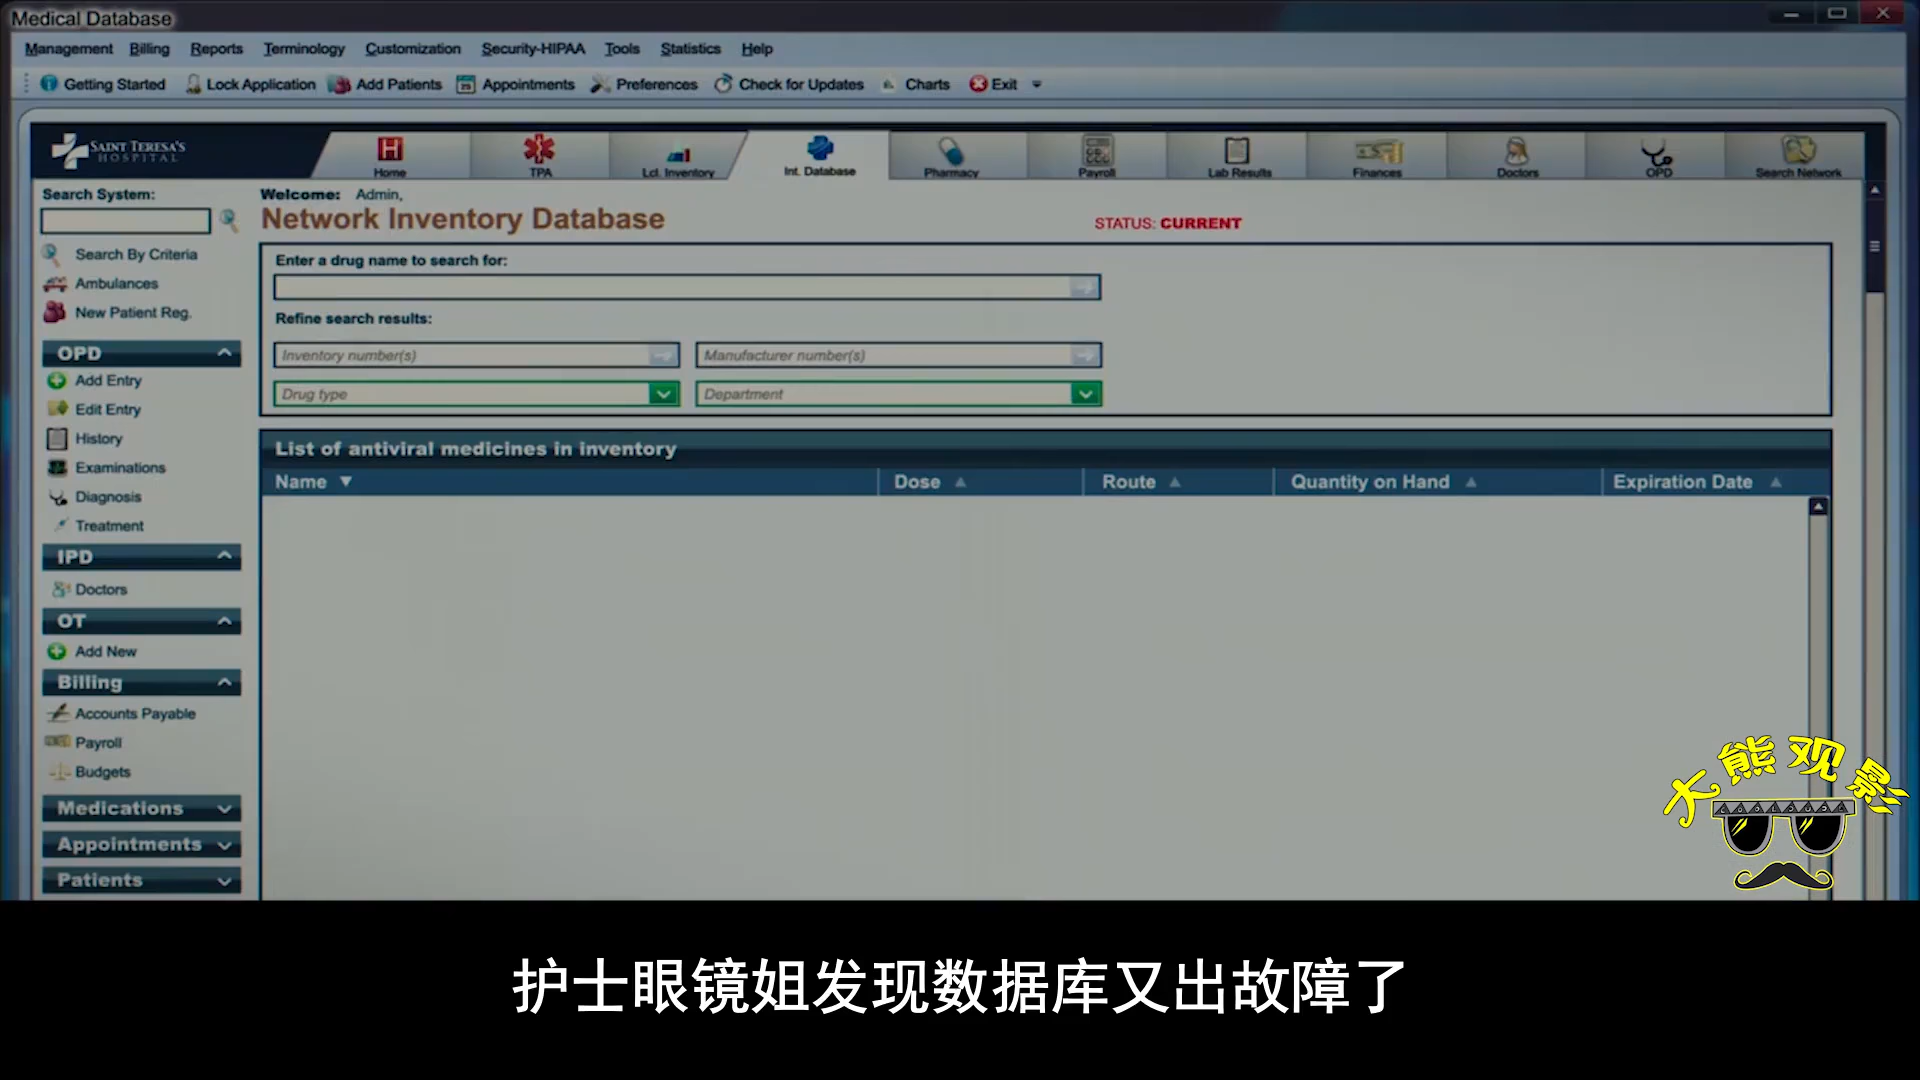 Medical Database
Management Billing Reports Terminology Customization Security-HIPAA Tools Statistics Help
Getting Started Lock Application Add Patients Appointments Preferences Check for Updates Charts Exit
SAINT TERESA'S
HOSPITAL
Home TPA Lcl. Inventory Int. Database Pharmacy Payroll Lab Results Finances Doctors OPD Search Network
Search System:
Search By Criteria
Ambulances
New Patient Reg.
OPD
Add Entry
Edit Entry
History
Examinations
Diagnosis
Treatment
IPD
Doctors
OT
Add New
Billing
Accounts Payable
Payroll
Budgets
Medications
Appointments
Patients
Welcome: Admin,
Network Inventory Database
STATUS: CURRENT
Enter a drug name to search for:
Refine search results:
Inventory number(s) Manufacturer number(s)
Drug type Department
List of antiviral medicines in inventory
Name Dose Route Quantity on Hand Expiration Date
大熊观影
护士眼镜姐发现数据库又出故障了